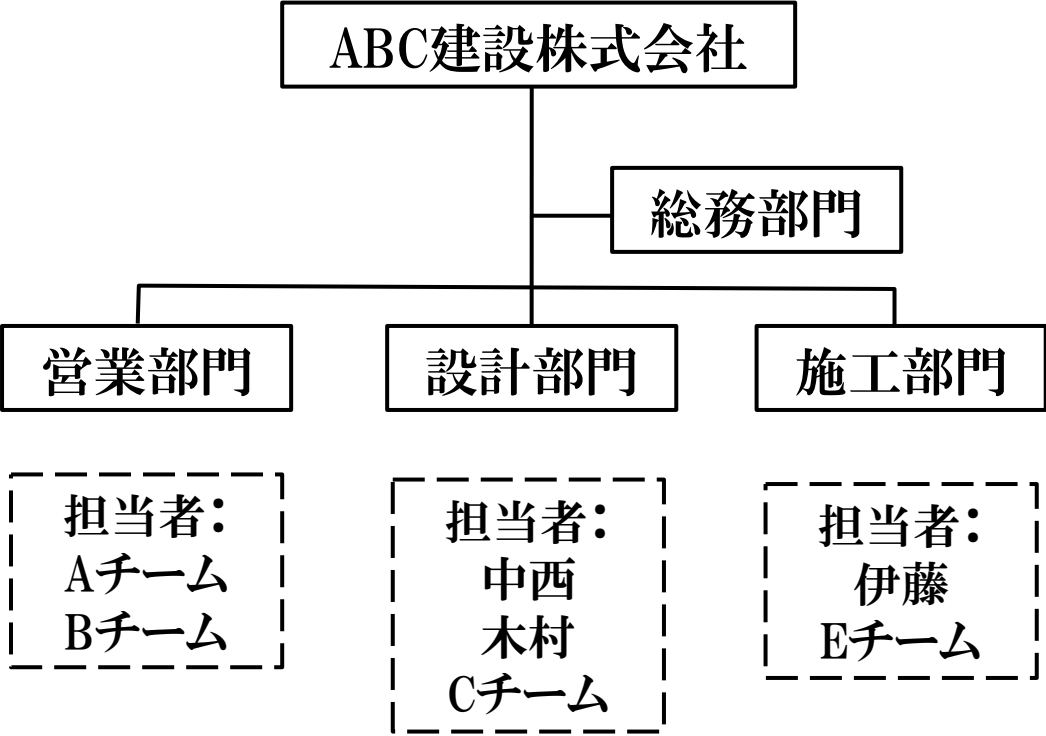 ABC建設株式会社
総務部門
営業部門
設計部門
施工部門
担当者：
Aチーム
Bチーム
担当者：
中西
木村
Cチーム
担当者：
伊藤
Eチーム